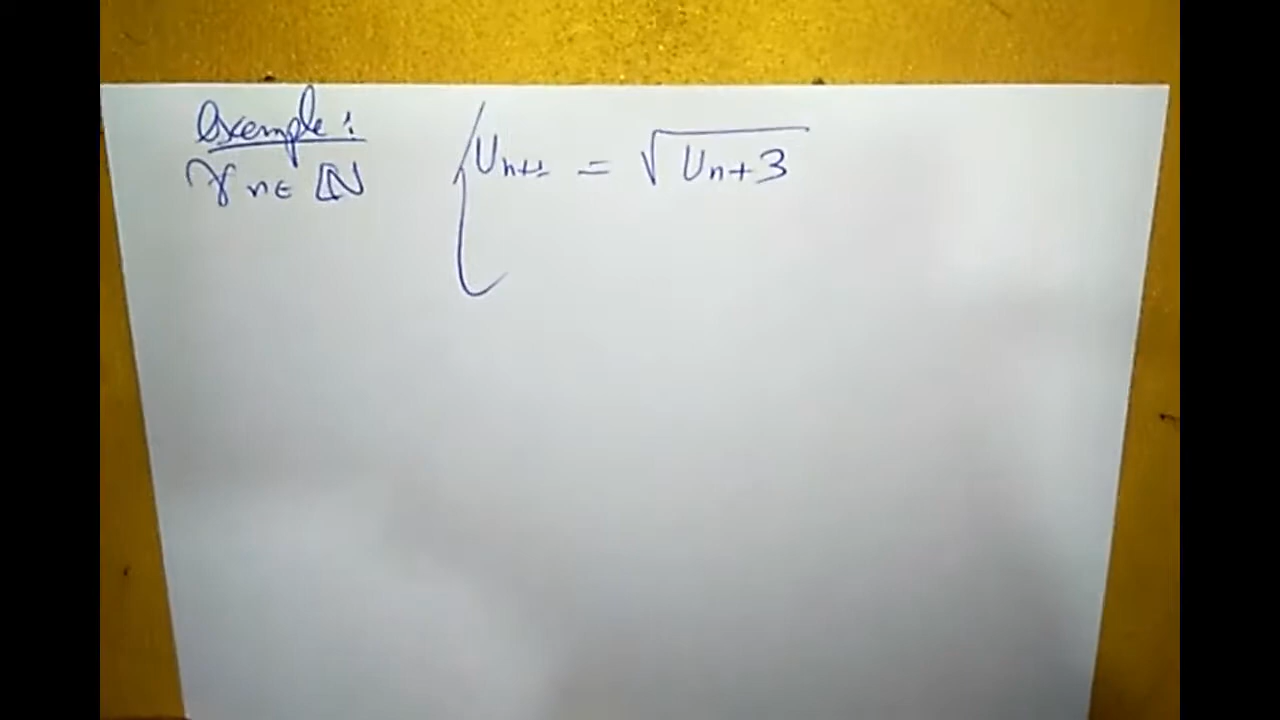 exemple :
∀ n ∈ ℕ { U_{n+1} = √(U_n + 3)